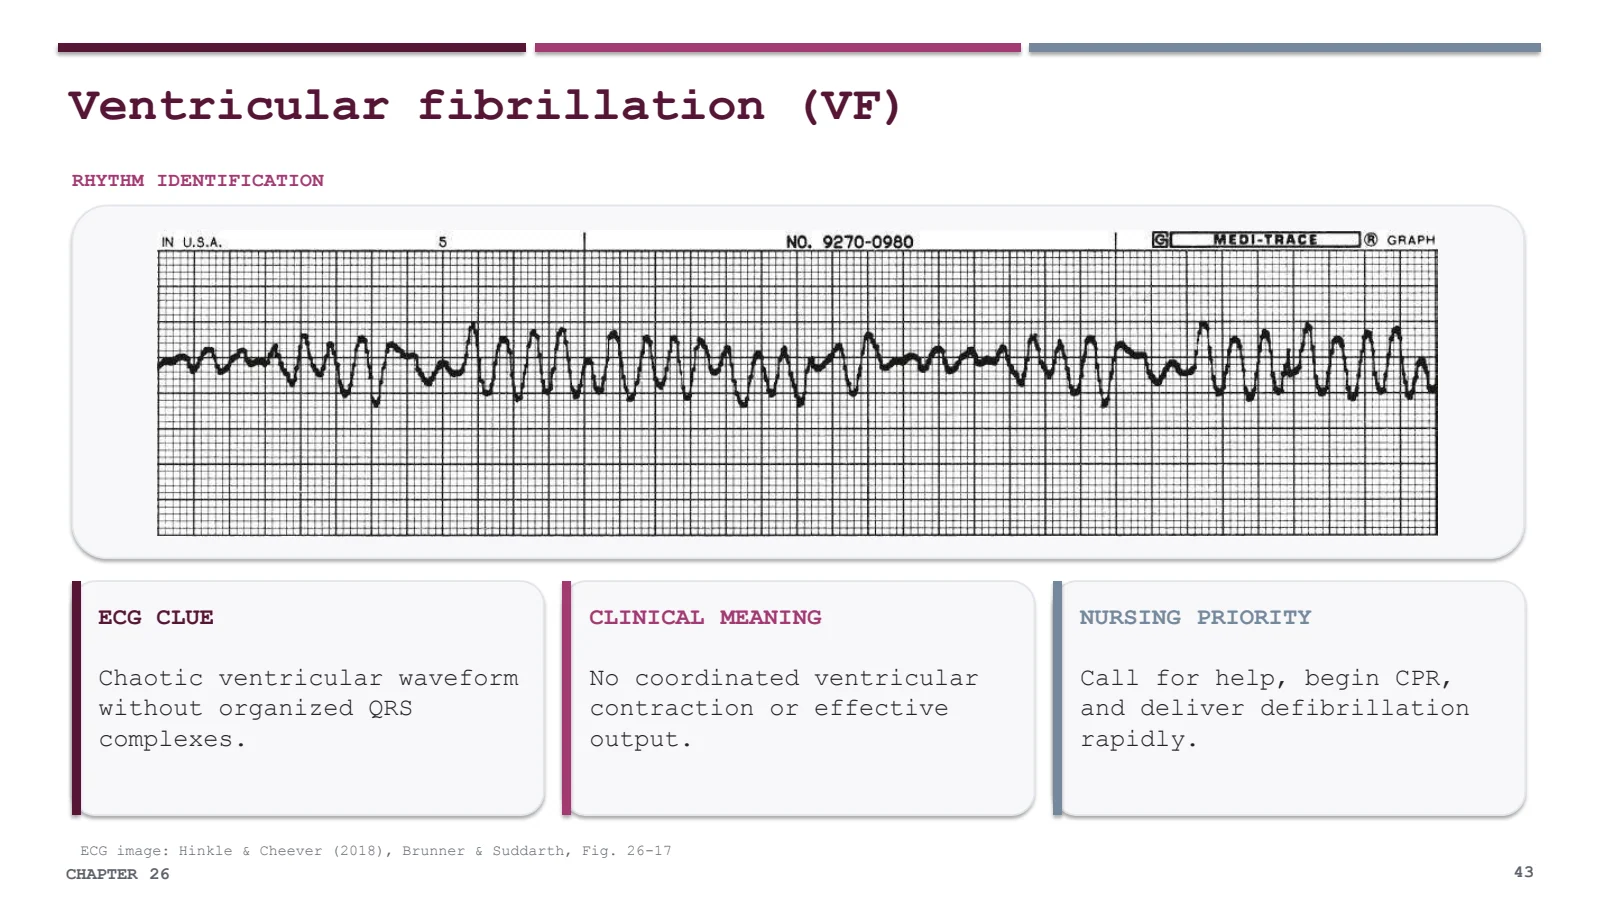 Ventricular fibrillation (VF)
RHYTHM IDENTIFICATION
IN U.S.A. 5 NO. 9270-0980 G MEDI-TRACE ® GRAPH
ECG CLUE
Chaotic ventricular waveform
without organized QRS
complexes.
CLINICAL MEANING
No coordinated ventricular
contraction or effective
output.
NURSING PRIORITY
Call for help, begin CPR,
and deliver defibrillation
rapidly.
ECG image: Hinkle & Cheever (2018), Brunner & Suddarth, Fig. 26-17
CHAPTER 26
43